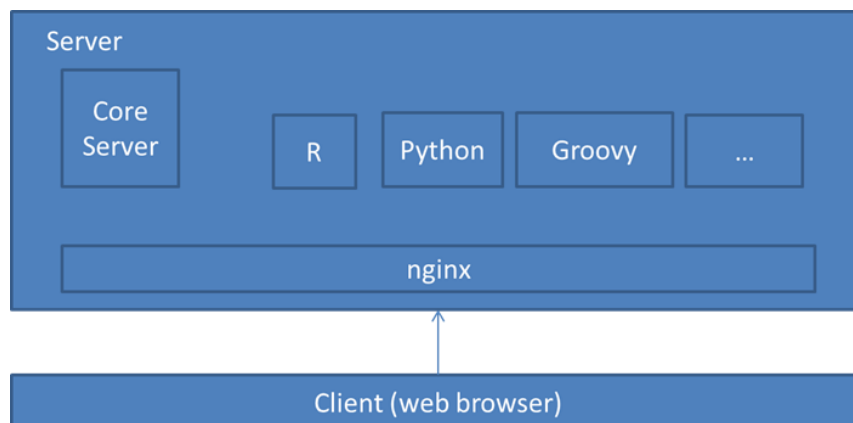 Server
Core
Server
R
Python
Groovy
...
nginx
Client (web browser)